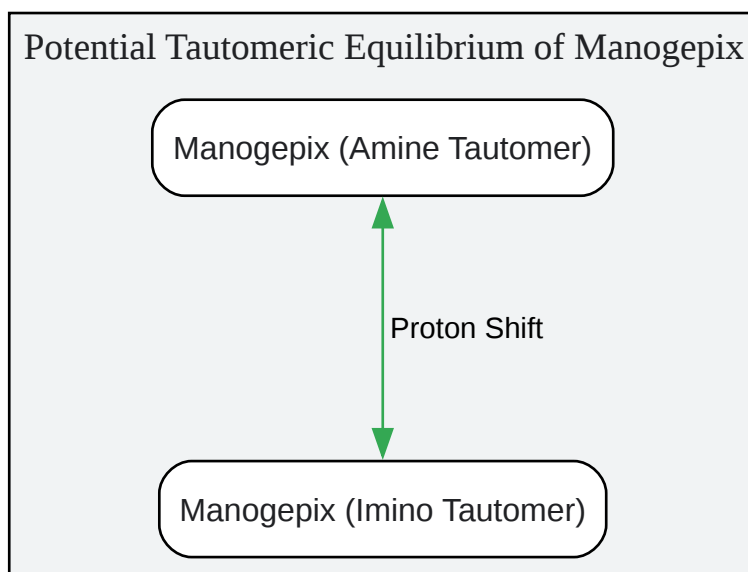 Potential Tautomeric Equilibrium of Manogepix
Manogepix (Amine Tautomer)
Proton Shift
Manogepix (Imino Tautomer)